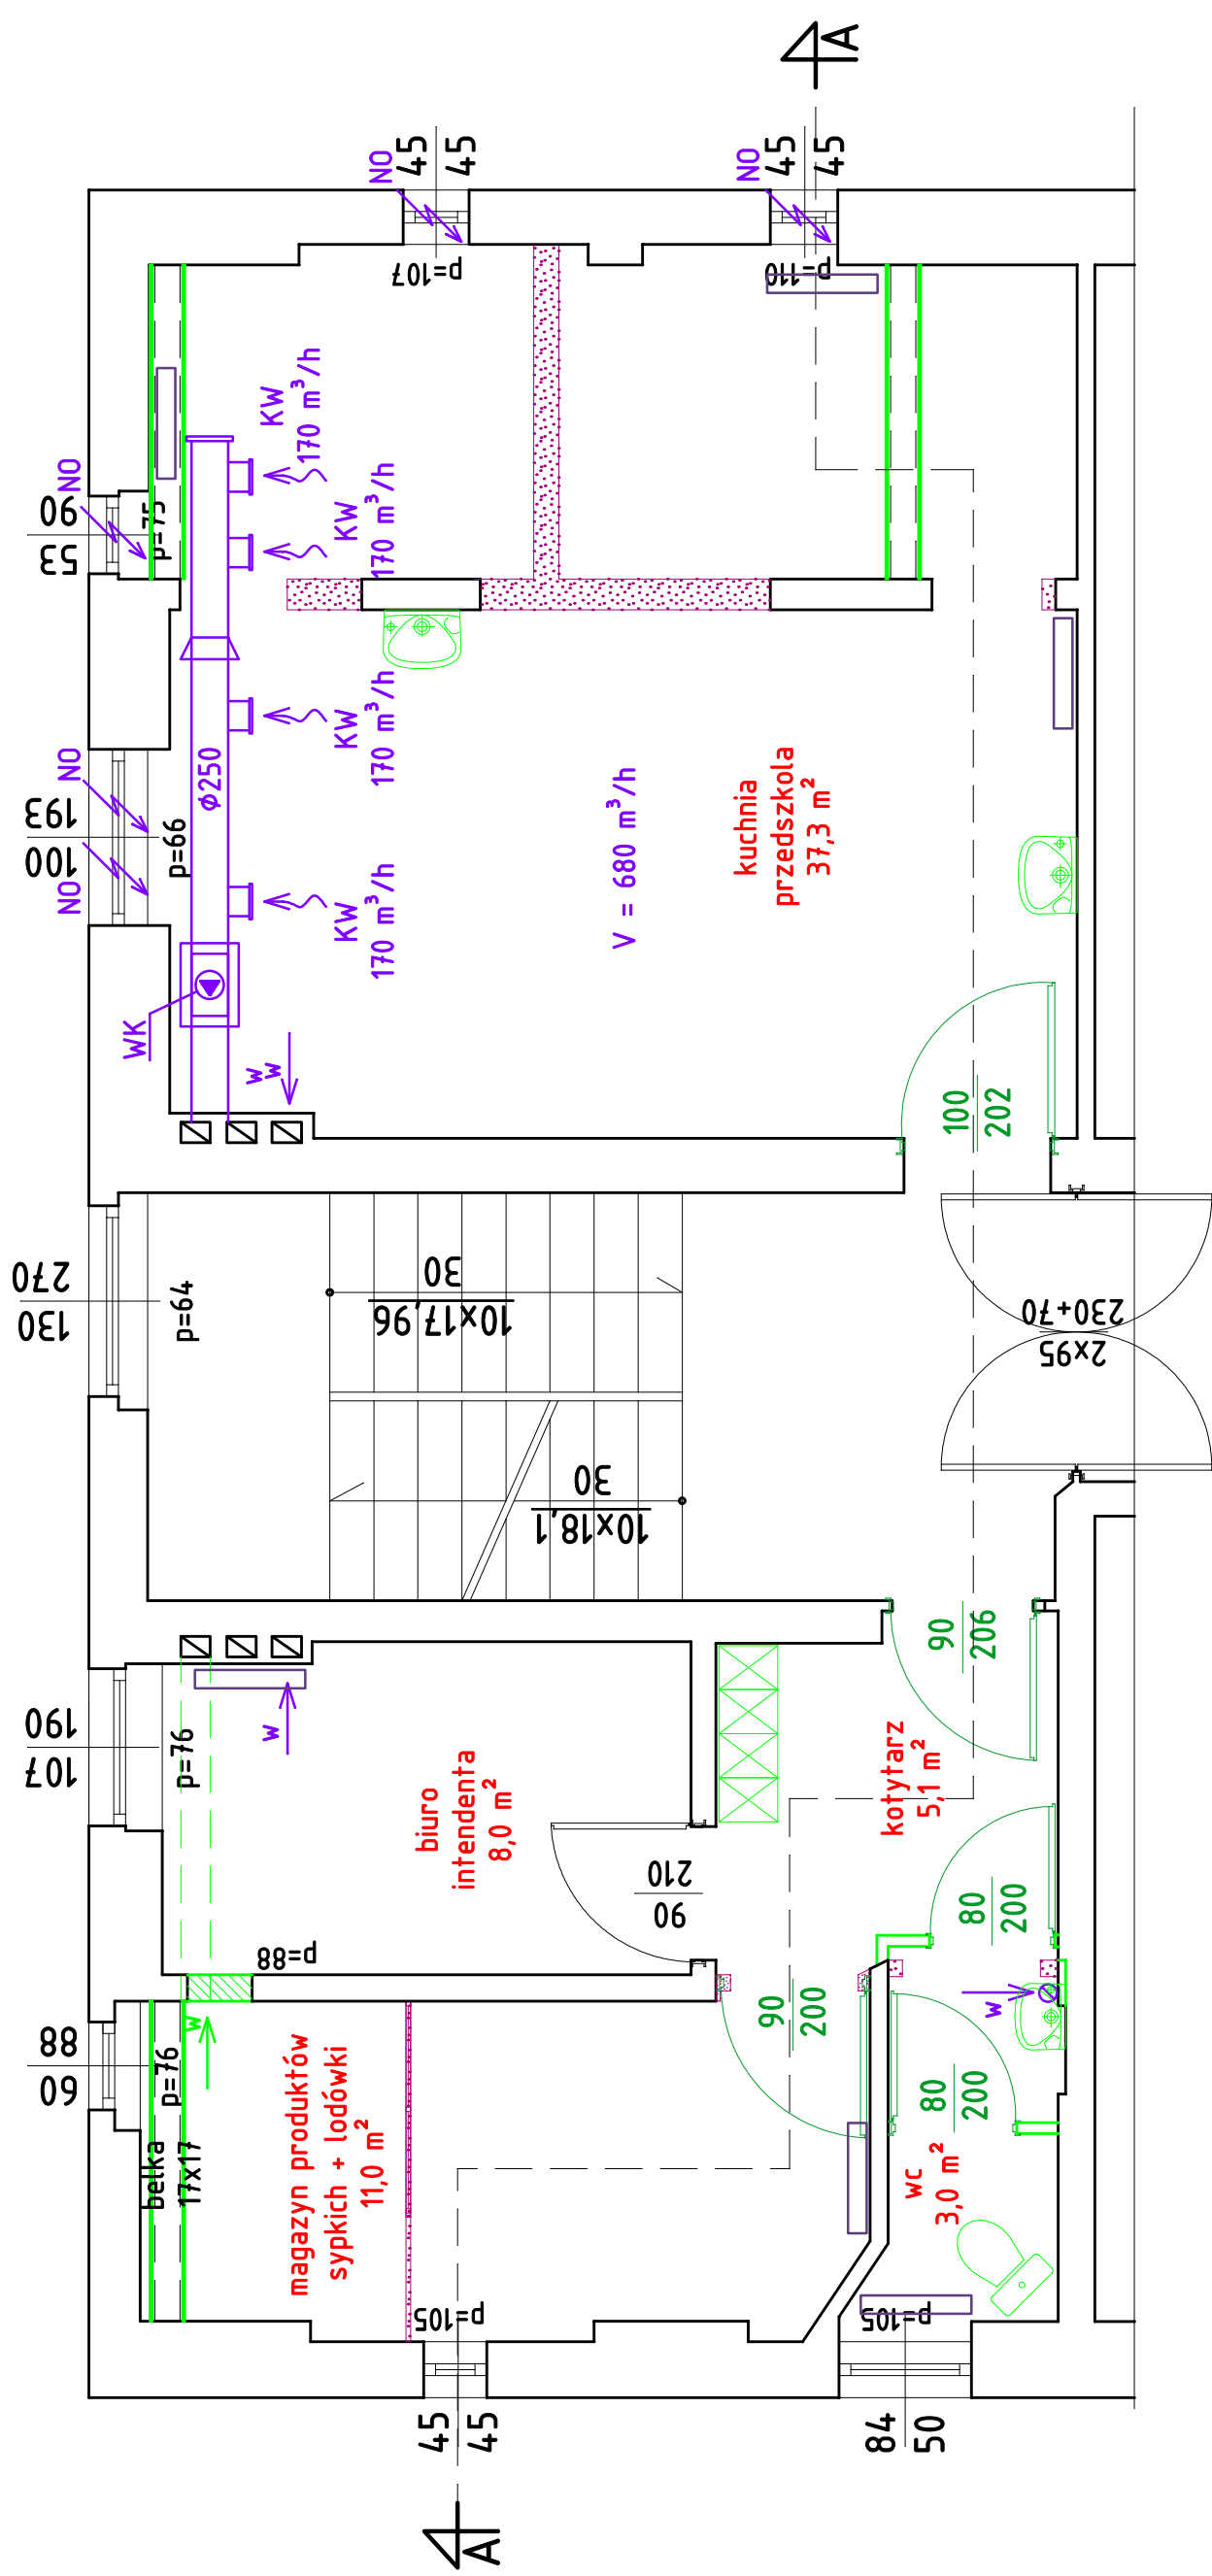 A
45
45
NO
p=107
45
45
NO
p=110
NO
90
53
p=75
KW
170 m³/h
KW
170 m³/h
KW
170 m³/h
KW
170 m³/h
NO
193
100
NO
p=66
ϕ250
V = 680 m³/h
kuchnia
przedszkola
37,3 m²
WK
w
w
100
202
270
130
p=64
30
10x17,96
30
10x18,1
230+70
2x95
90
206
190
107
p=76
w
biuro
intendenta
8,0 m²
210
90
kotytarz
5,1 m²
80
200
p=88
90
200
w
80
200
88
60
p=76
w
belka
17x17
magazyn produktów
sypkich + lodówki
11,0 m²
wc
3,0 m²
p=105
p=105
45
45
84
50
A